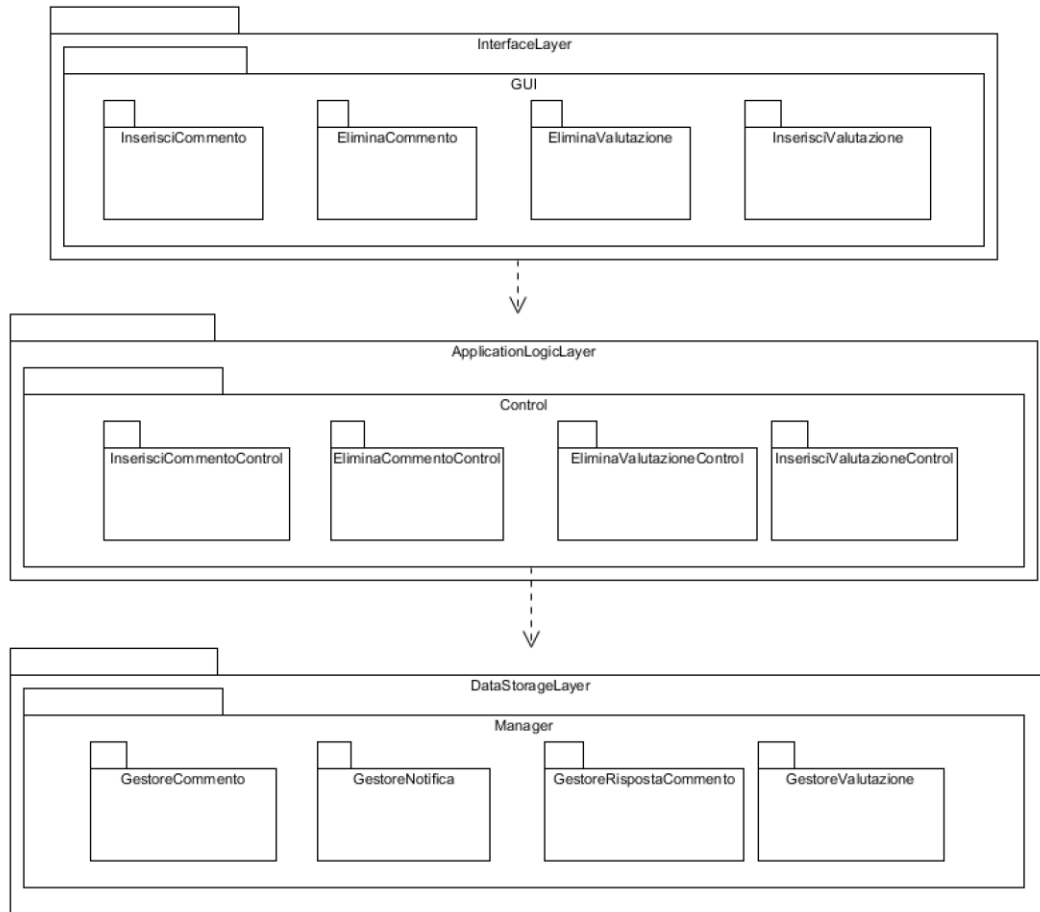 InterfaceLayer
GUI
InserisciCommento
EliminaCommento
EliminaValutazione
InserisciValutazione
ApplicationLogicLayer
Control
InserisciCommentoControl
EliminaCommentoControl
EliminaValutazioneControl
InserisciValutazioneControl
DataStorageLayer
Manager
GestoreCommento
GestoreNotifica
GestoreRispostaCommento
GestoreValutazione